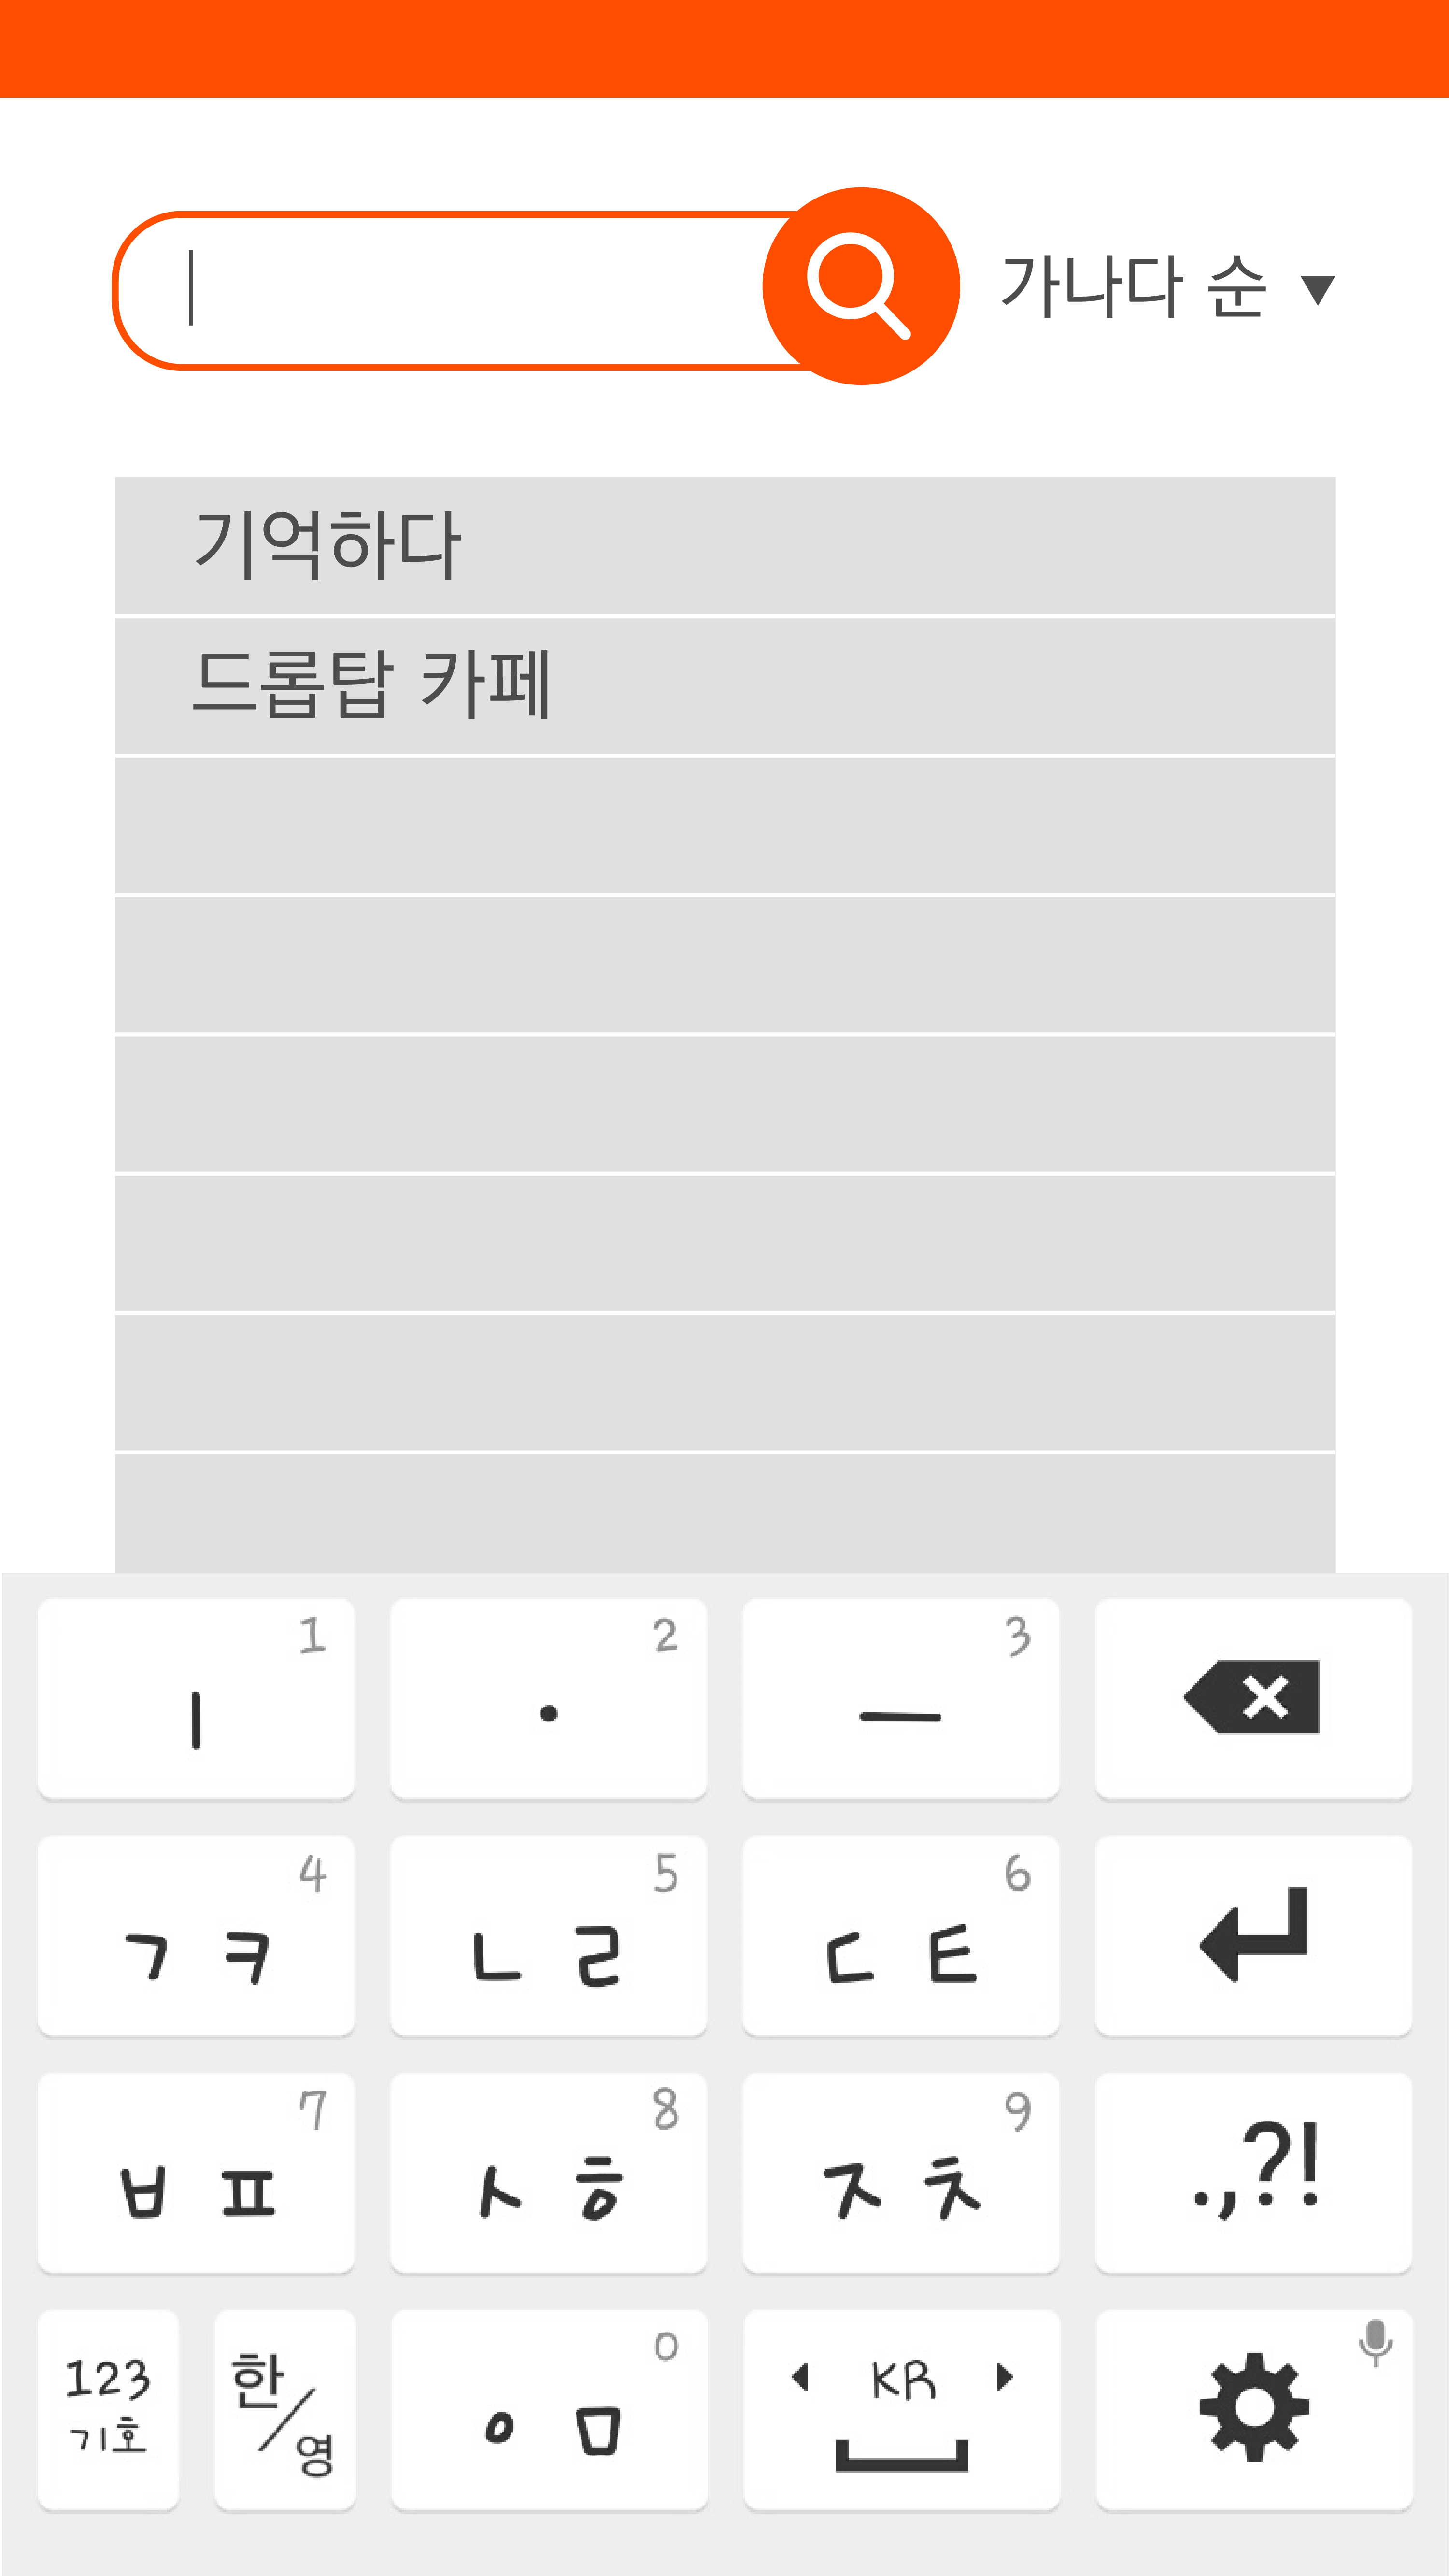 가나다 순 ▼
기억하다
드롭탑 카페
1 2 3
ㅣ · ㅡ
4 5 6
ㄱ ㅋ ㄴ ㄹ ㄷ ㅌ
7 8 9
ㅂ ㅍ ㅅ ㅎ ㅈ ㅊ .,?!
0
123 한/영 ㅇ ㅁ KR
기호